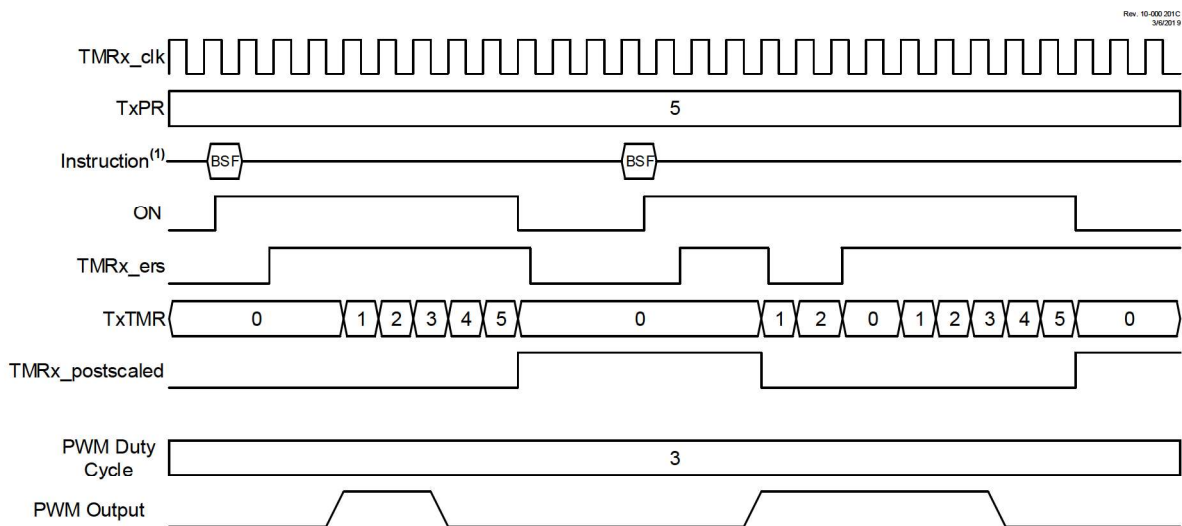 Rev. 10-000 201C
3/6/2019
TMRx_clk
TxPR
5
Instruction(1)
BSF
BSF
ON
TMRx_ers
TxTMR
0
1
2
3
4
5
0
1
2
0
1
2
3
4
5
0
TMRx_postscaled
PWM Duty
Cycle
3
PWM Output